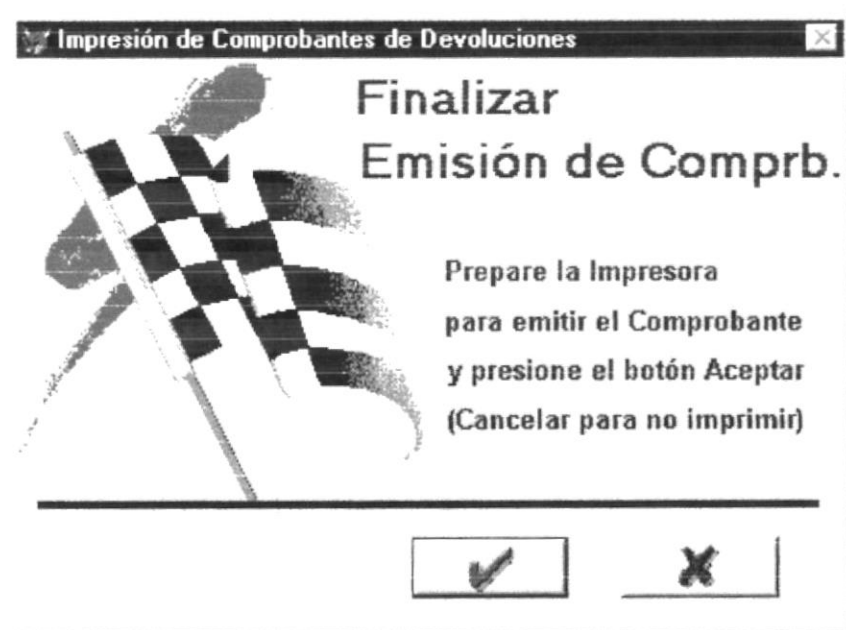 Impresión de Comprobantes de Devoluciones
Finalizar
Emisión de Comprb.
Prepare la Impresora
para emitir el Comprobante
y presione el botón Aceptar
(Cancelar para no imprimir)